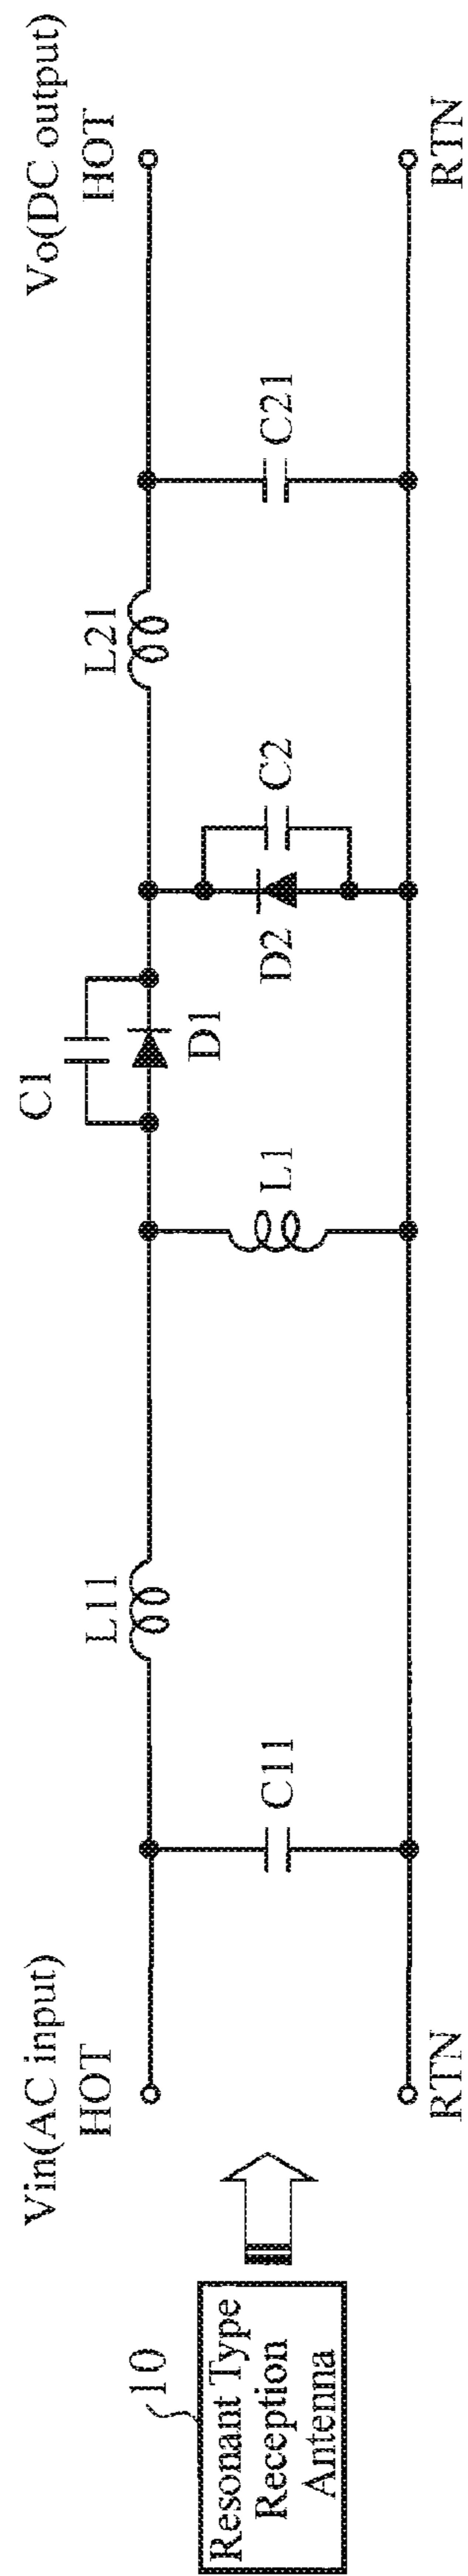 10
Resonant Type
Reception
Antenna
Vin(AC input)
HOT
RTN
C11
L11
L1
C1
D1
D2
C2
L21
C21
Vo(DC output)
HOT
RTN